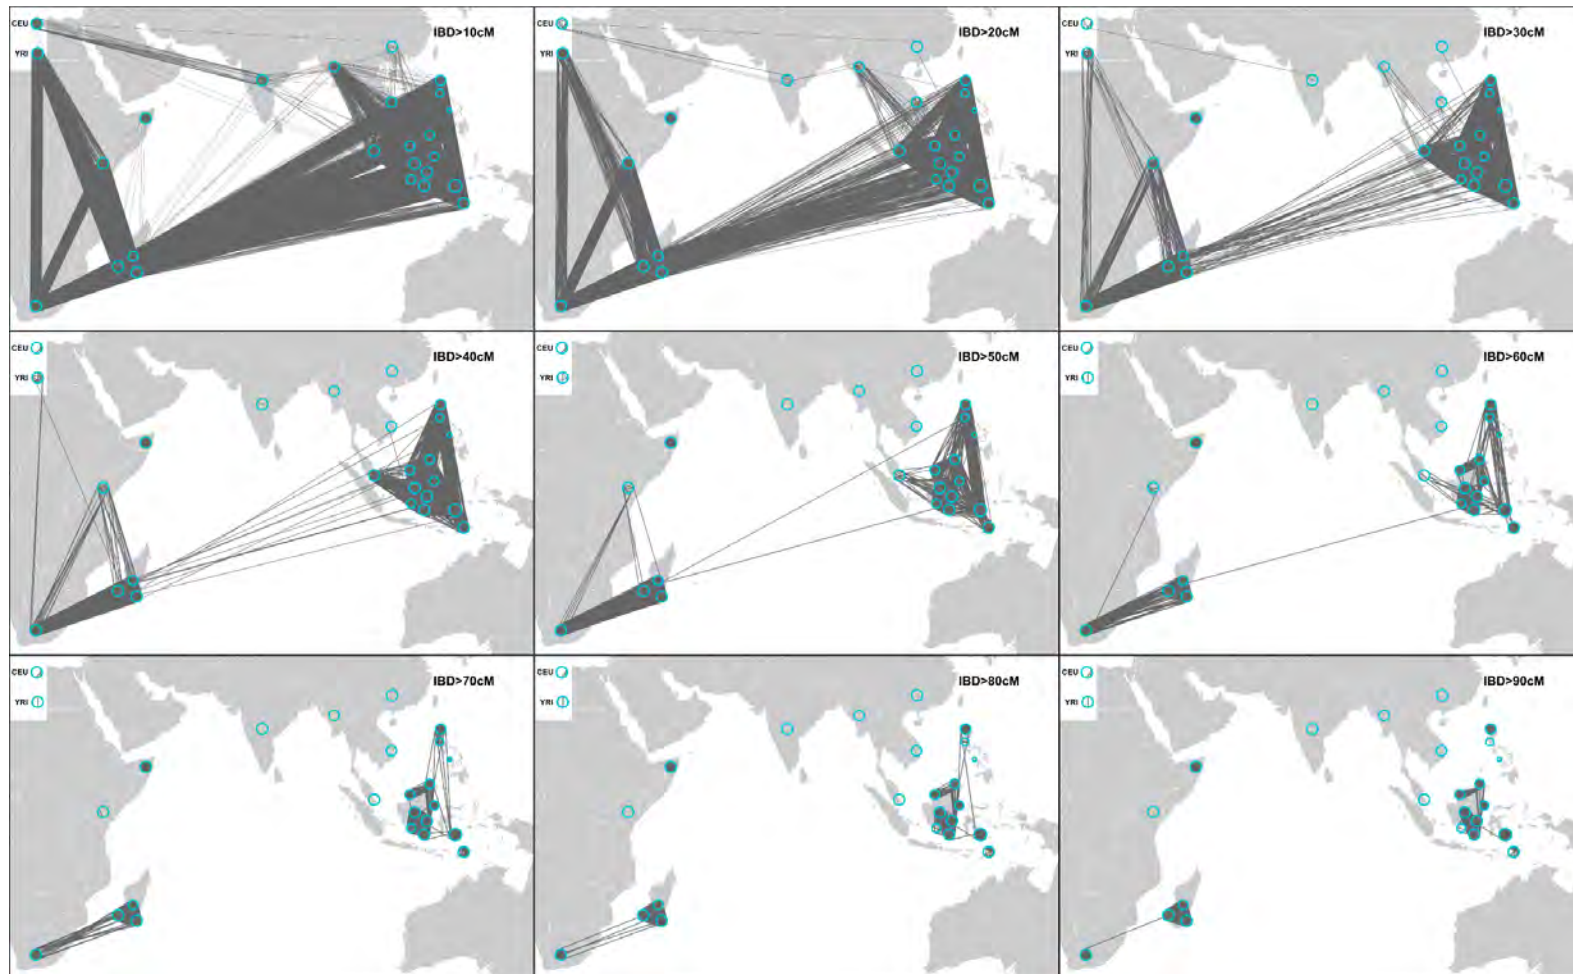 CEU IBD>10cM
YRI
CEU IBD>20cM
YRI
CEU IBD>30cM
YRI
CEU IBD>40cM
YRI
CEU IBD>50cM
YRI
CEU IBD>60cM
YRI
CEU IBD>70cM
YRI
CEU IBD>80cM
YRI
CEU IBD>90cM
YRI